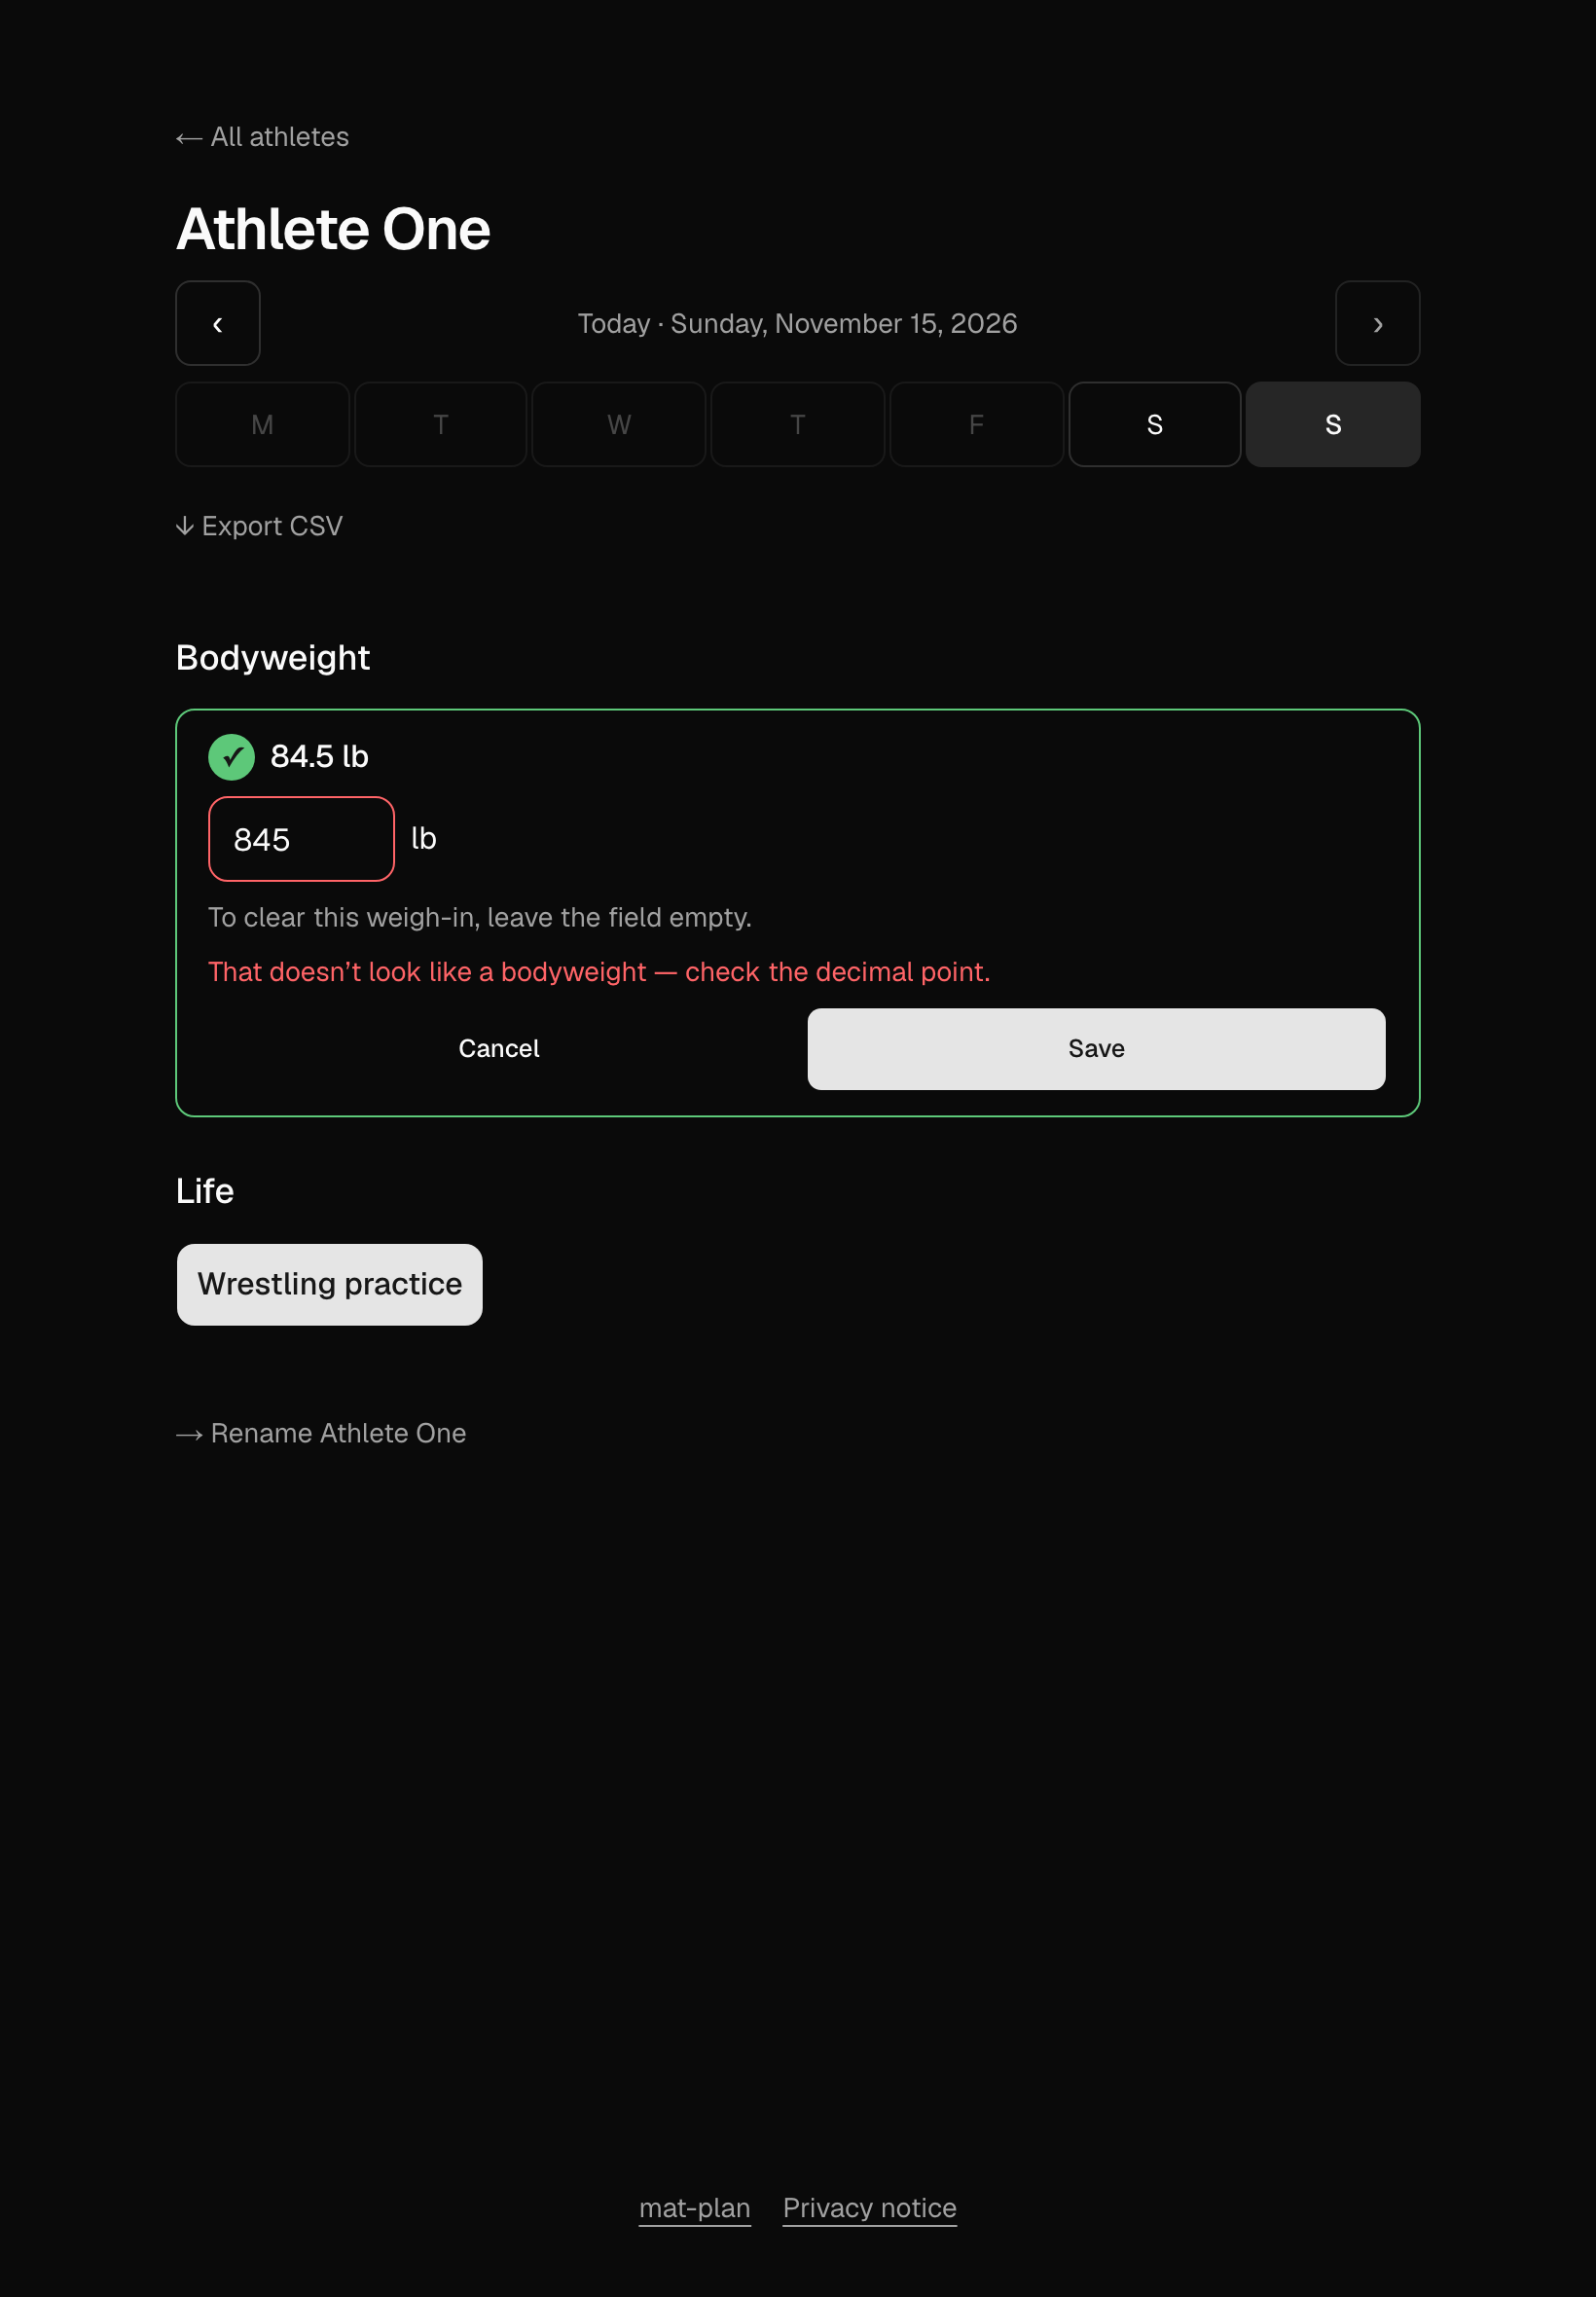 ← All athletes
Athlete One
‹ Today · Sunday, November 15, 2026 ›
M T W T F S S
↓ Export CSV
Bodyweight
✓ 84.5 lb
845 lb
To clear this weigh-in, leave the field empty.
That doesn’t look like a bodyweight — check the decimal point.
Cancel Save
Life
Wrestling practice
→ Rename Athlete One
mat-plan Privacy notice